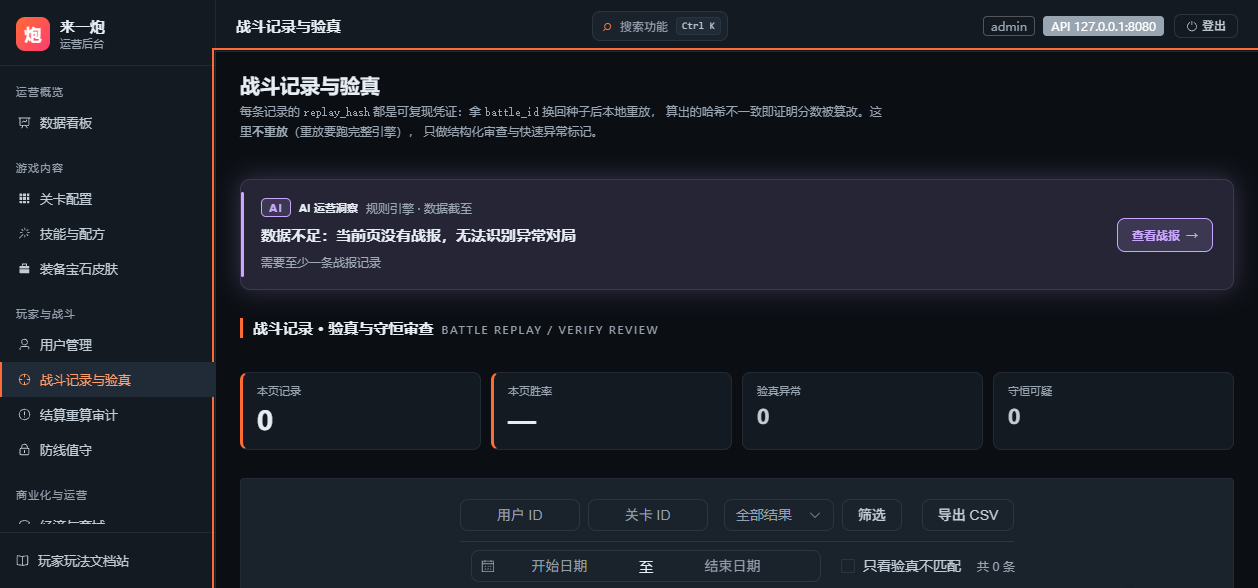 炮
来一炮
运营后台
战斗记录与验真
搜索功能 Ctrl K
admin
API 127.0.0.1:8080
登出
运营概览
数据看板
游戏内容
关卡配置
技能与配方
装备宝石皮肤
玩家与战斗
用户管理
战斗记录与验真
结算重算审计
防线值守
商业化与运营
玩家玩法文档站
战斗记录与验真
每条记录的 replay_hash 都是可复现凭证：拿 battle_id 换回种子后本地重放， 算出的哈希不一致即证明分数被篡改。这
里不重放（重放要跑完整引擎）， 只做结构化审查与快速异常标记。
AI AI 运营洞察 规则引擎 · 数据截至
数据不足：当前页没有战报，无法识别异常对局
需要至少一条战报记录
查看战报 →
战斗记录 • 验真与守恒审查 BATTLE REPLAY / VERIFY REVIEW
本页记录
0
本页胜率
—
验真异常
0
守恒可疑
0
用户 ID
关卡 ID
全部结果
筛选
导出 CSV
开始日期 至 结束日期
只看验真不匹配 共 0 条